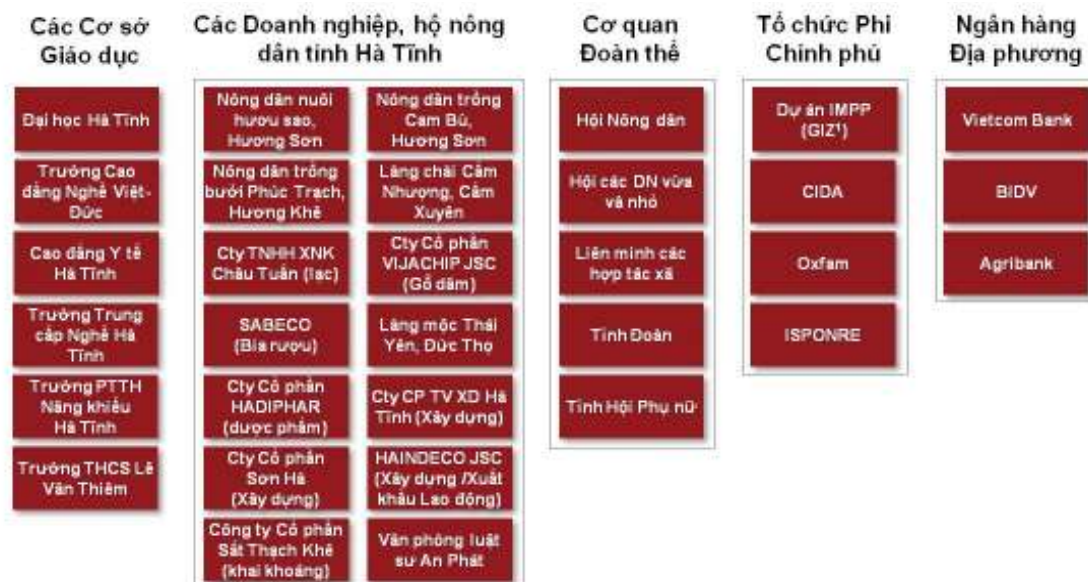 Các Cơ sở
Giáo dục
Đại học Hà Tĩnh
Trường Cao
đẳng Nghề Việt-
Đức
Cao đẳng Y tế
Hà Tĩnh
Trường Trung
cấp Nghề Hà
Tĩnh
Trường PTTH
Năng khiếu
Hà Tĩnh
Trường THCS Lê
Văn Thiêm
Các Doanh nghiệp, hộ nông
dân tỉnh Hà Tĩnh
Nông dân nuôi
hươu sao,
Hương Sơn
Nông dân trồng
Cam Bù,
Hương Sơn
Nông dân trồng
bưởi Phúc Trạch,
Hương Khê
Làng chài Cẩm
Nhượng, Cẩm
Xuyên
Cty TNHH XNK
Châu Tuấn (lạc)
Cty Cổ phần
VIJACHIP JSC
(Gỗ dăm)
SABECO
(Bia rượu)
Làng mộc Thái
Yên, Đức Thọ
Cty Cổ phần
HADIPHAR
(dược phẩm)
Cty CP TV XD Hà
Tĩnh (Xây dựng)
Cty Cổ phần
Sơn Hà
(Xây dựng)
HAINDECO JSC
(Xây dựng /Xuất
khẩu Lao động)
Công ty Cổ phần
Sắt Thạch Khê
(khai khoáng)
Văn phòng luật
sư An Phát
Cơ quan
Đoàn thể
Hội Nông dân
Hội các DN vừa
và nhỏ
Liên minh các
hợp tác xã
Tỉnh Đoàn
Tỉnh Hội Phụ nữ
Tổ chức Phi
Chính phủ
Dự án IMPP
(GIZ¹)
CIDA
Oxfam
ISPONRE
Ngân hàng
Địa phương
Vietcom Bank
BIDV
Agribank